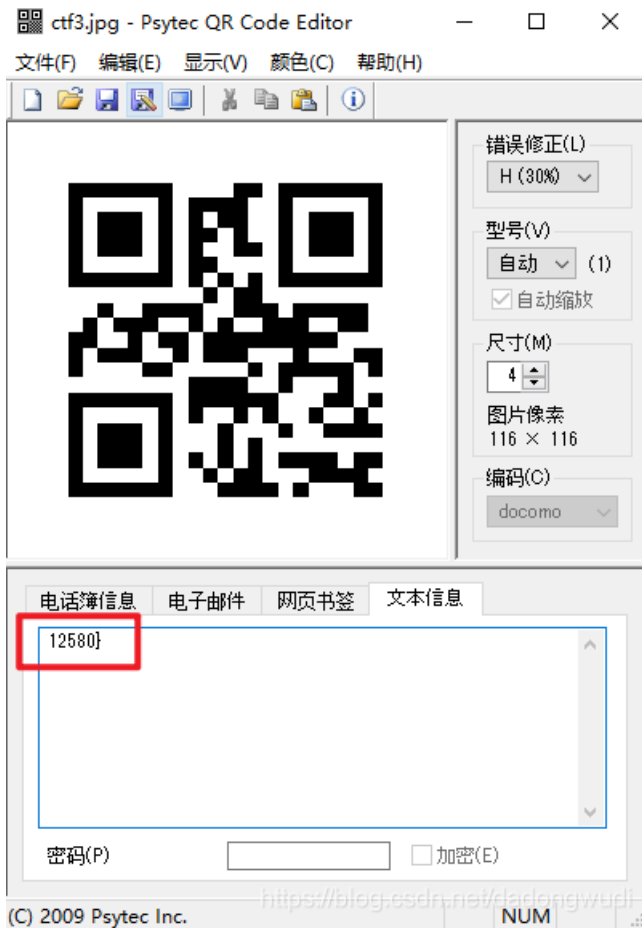 ctf3.jpg - Psytec QR Code Editor
文件(F) 编辑(E) 显示(V) 颜色(C) 帮助(H)
错误修正(L)
H (30%)
型号(V)
自动 (1)
自动缩放
尺寸(M)
4
图片像素
116 × 116
编码(C)
docomo
电话簿信息 电子邮件 网页书签 文本信息
12580}
密码(P) 加密(E)
https://blog.csdn.net/dadongwudi
(C) 2009 Psytec Inc. NUM